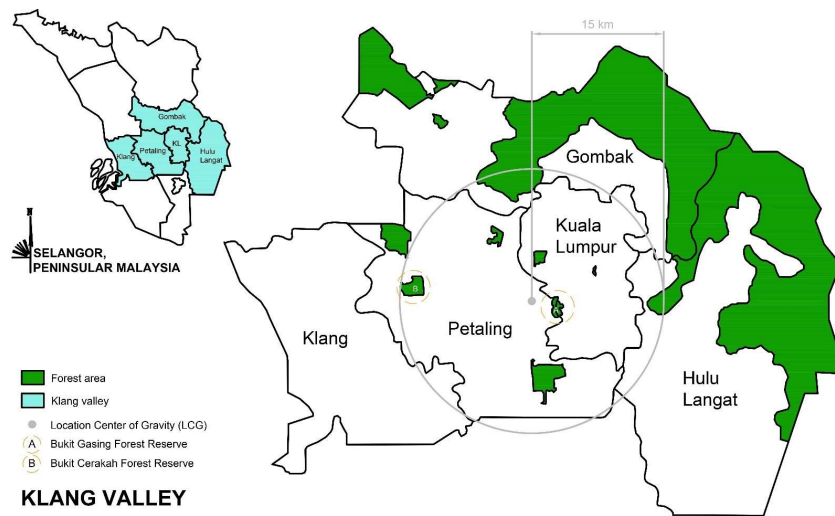 Gombak
Klang
Petaling
KL
Hulu
Langat
N
SELANGOR,
PENINSULAR MALAYSIA
Forest area
Klang valley
Location Center of Gravity (LCG)
A Bukit Gasing Forest Reserve
B Bukit Cerakah Forest Reserve
KLANG VALLEY
15 km
Gombak
Kuala
Lumpur
B
A
Klang
Petaling
Hulu
Langat